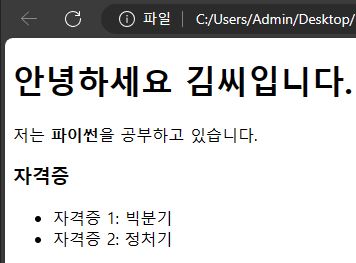 파일
C:/Users/Admin/Desktop/
안녕하세요 김씨입니다.
저는 파이썬을 공부하고 있습니다.
자격증
자격증 1: 빅분기
자격증 2: 정처기